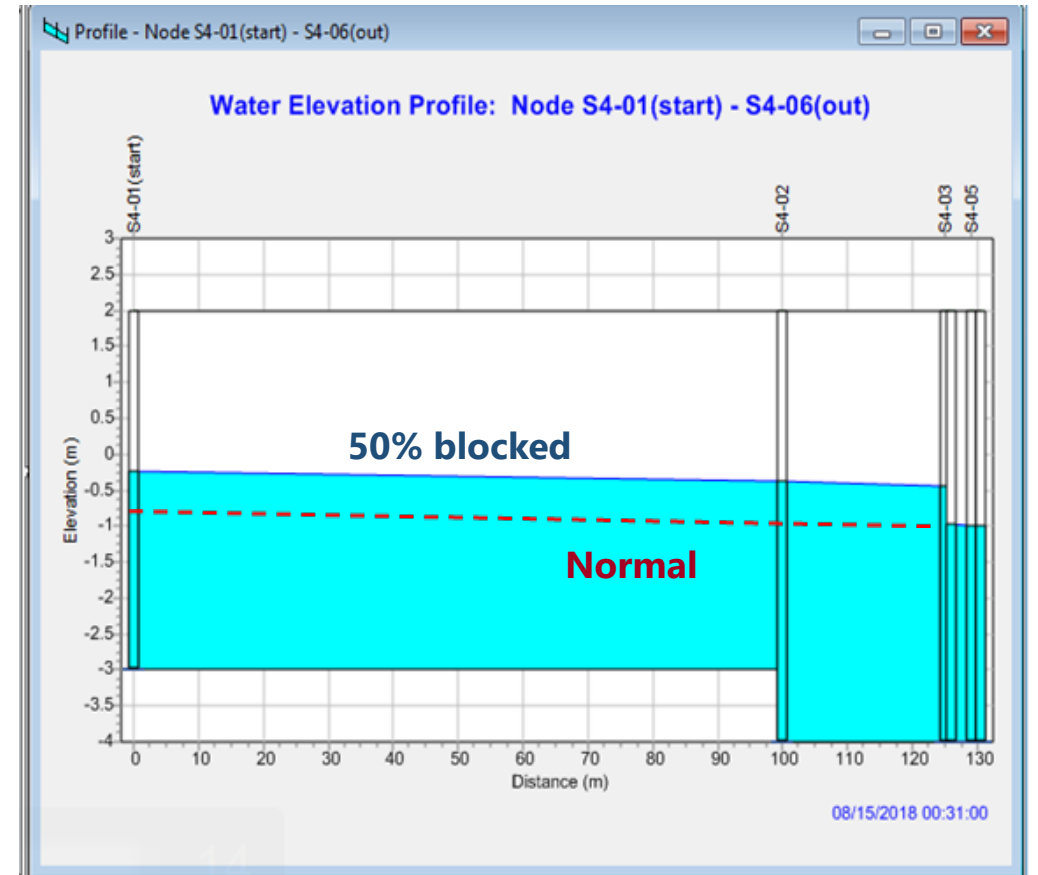 Profile - Node S4-01(start) - S4-06(out)
Water Elevation Profile: Node S4-01(start) - S4-06(out)
S4-01(start)
S4-02
S4-03
S4-05
3
2.5
2
1.5
1
0.5
0
-0.5
-1
-1.5
-2
-2.5
-3
-3.5
-4
Elevation (m)
50% blocked
Normal
0 10 20 30 40 50 60 70 80 90 100 110 120 130
Distance (m)
08/15/2018 00:31:00
14